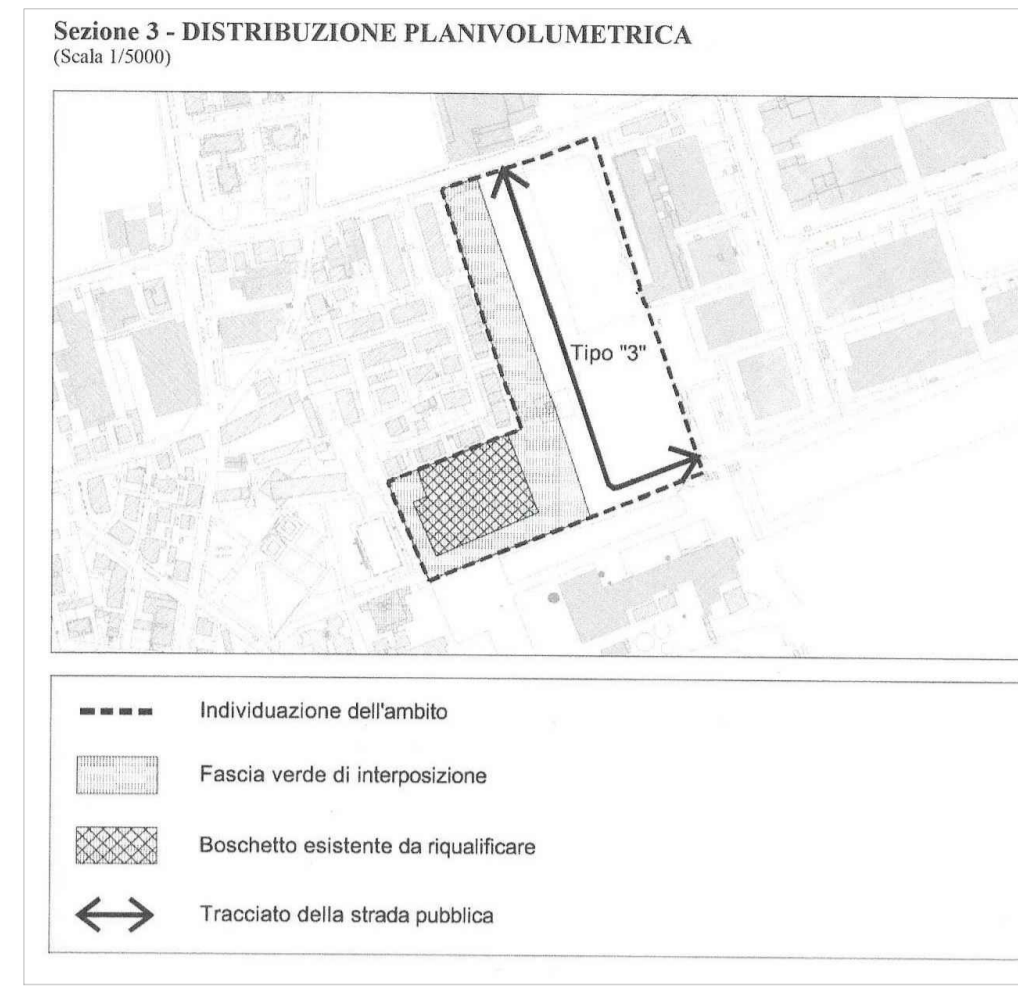 Sezione 3 - DISTRIBUZIONE PLANIVOLUMETRICA
(Scala 1/5000)
Tipo "3"
Individuazione dell'ambito
Fascia verde di interposizione
Boschetto esistente da riqualificare
Tracciato della strada pubblica